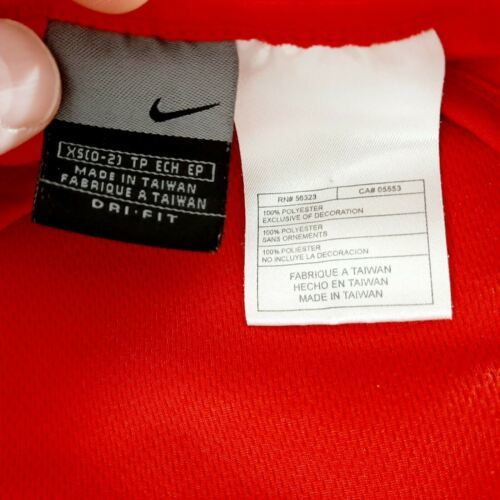 XS(0-2) TP ECH EP
MADE IN TAIWAN
FABRIQUE A TAIWAN
DRI-FIT
RN# 56323 CA# 05553
100% POLYESTER
EXCLUSIVE OF DECORATION
100% POLYESTER
SANS ORNEMENTS
100% POLIESTER
NO INCLUYE LA DECORACIÓN
FABRIQUE A TAIWAN
HECHO EN TAIWAN
MADE IN TAIWAN